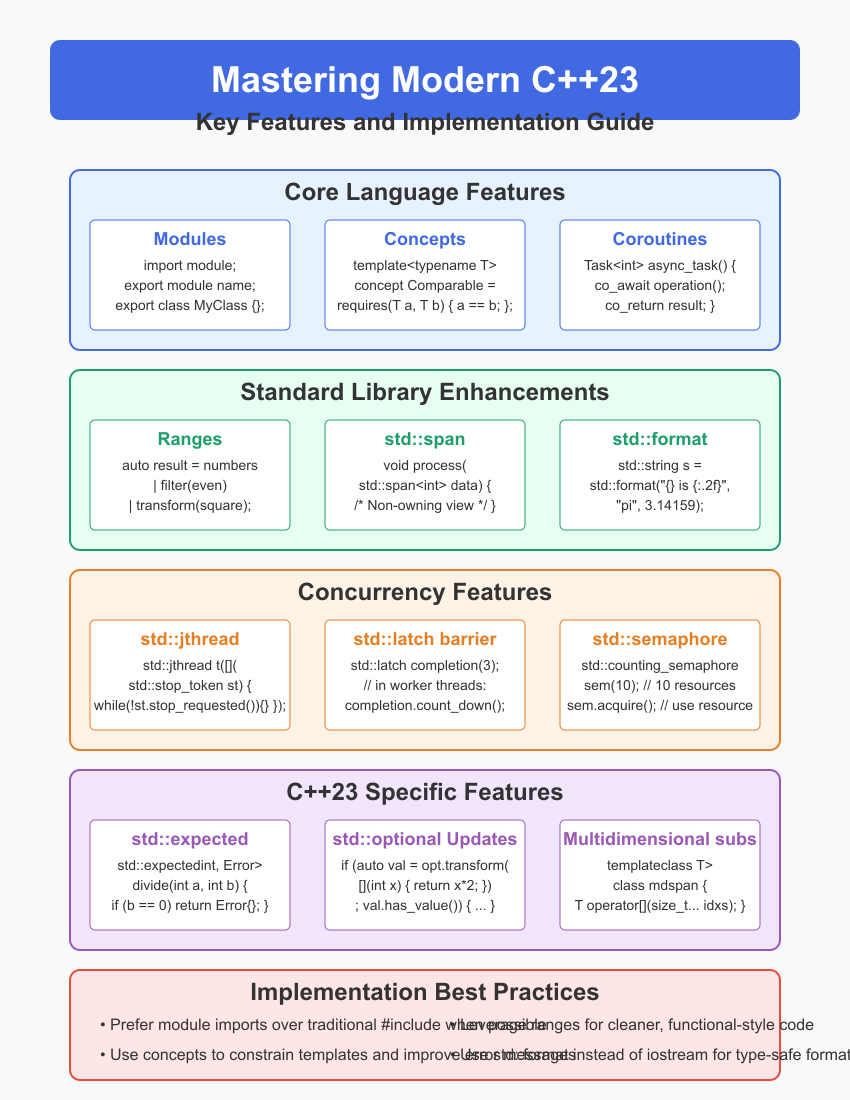 Mastering Modern C++23
Key Features and Implementation Guide
Core Language Features
Modules
import module;
export module name;
export class MyClass {};
Concepts
template<typename T>
concept Comparable =
requires(T a, T b) { a == b; };
Coroutines
Task<int> async_task() {
co_await operation();
co_return result; }
Standard Library Enhancements
Ranges
auto result = numbers
| filter(even)
| transform(square);
std::span
void process(
std::span<int> data) {
/* Non-owning view */ }
std::format
std::string s =
std::format("{} is {:.2f}",
"pi", 3.14159);
Concurrency Features
std::jthread
std::jthread t([](
std::stop_token st) {
while(!st.stop_requested()){} });
std::latch barrier
std::latch completion(3);
// in worker threads:
completion.count_down();
std::semaphore
std::counting_semaphore
sem(10); // 10 resources
sem.acquire(); // use resource
C++23 Specific Features
std::expected
std::expectedint, Error>
divide(int a, int b) {
if (b == 0) return Error{}; }
std::optional Updates
if (auto val = opt.transform(
[](int x) { return x*2; })
; val.has_value()) { ... }
Multidimensional subs
templateclass T>
class mdspan {
T operator[](size_t... idxs); }
Implementation Best Practices
• Prefer module imports over traditional #include when possible
• Leverage ranges for cleaner, functional-style code
• Use concepts to constrain templates and improve error messages
• Use std::format instead of iostream for type-safe format